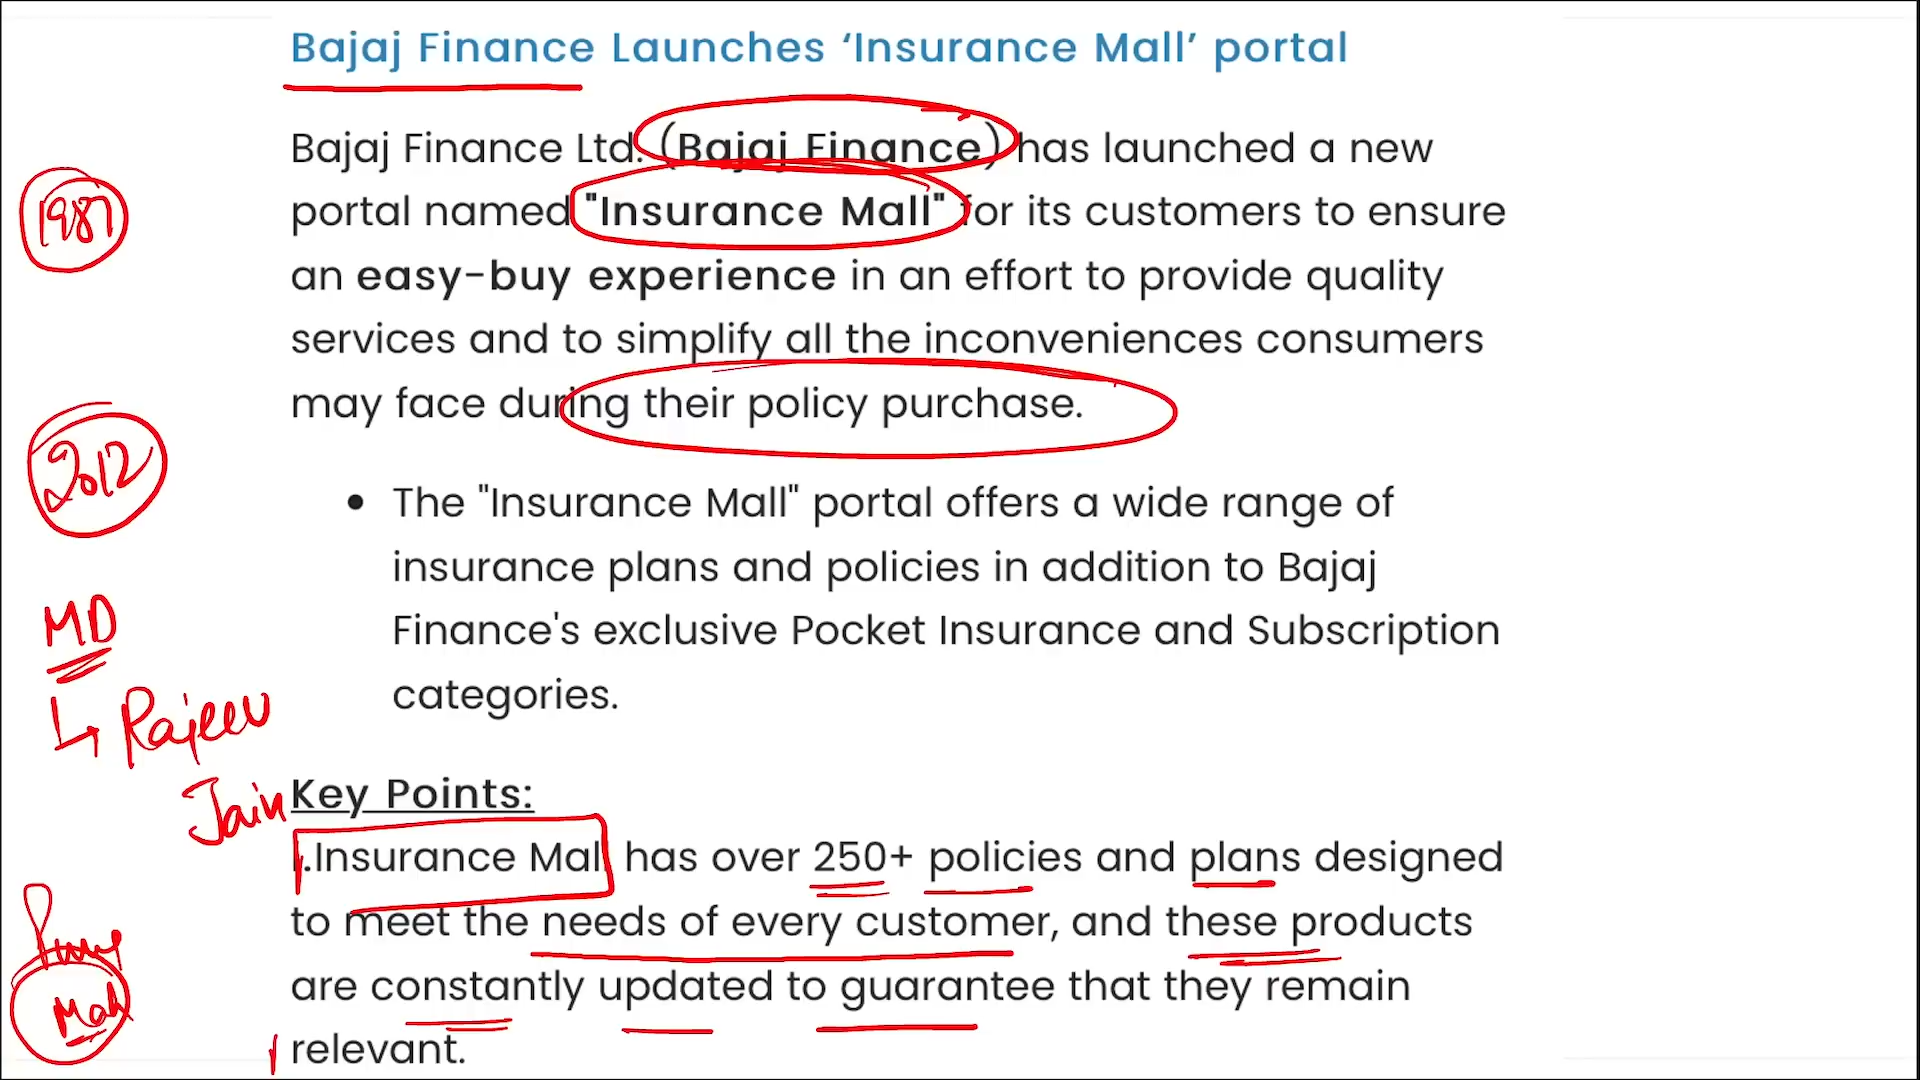 Bajaj Finance Launches ‘Insurance Mall’ portal
Bajaj Finance Ltd. (Bajaj Finance) has launched a new
portal named "Insurance Mall" for its customers to ensure
an easy-buy experience in an effort to provide quality
services and to simplify all the inconveniences consumers
may face during their policy purchase.
• The "Insurance Mall" portal offers a wide range of
insurance plans and policies in addition to Bajaj
Finance's exclusive Pocket Insurance and Subscription
categories.
Key Points:
Insurance Mall has over 250+ policies and plans designed
to meet the needs of every customer, and these products
are constantly updated to guarantee that they remain
relevant.
1987
2012
MD
↳ Rajeev
Jain
Mah